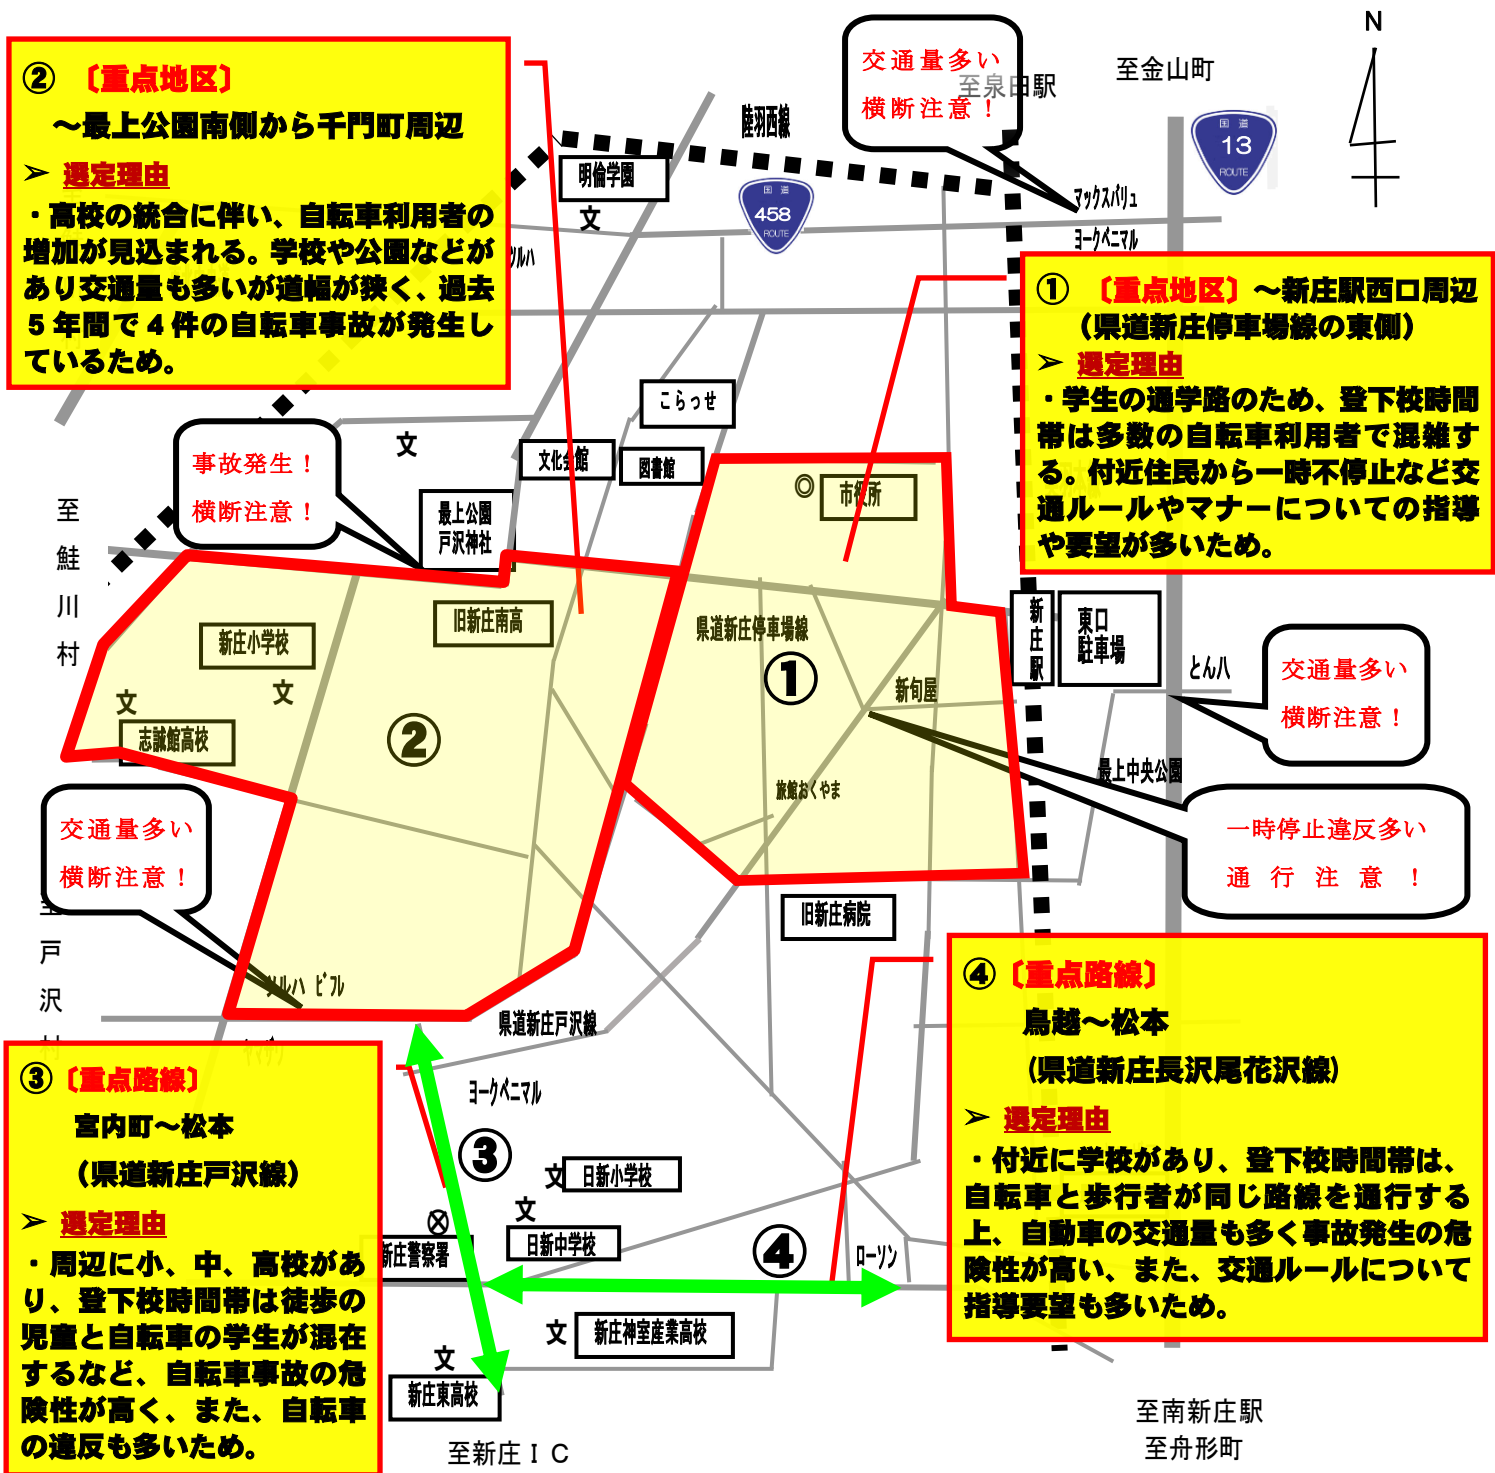 ② 〔重点地区〕
～最上公園南側から千門町周辺
➢ 選定理由
・高校の統合に伴い、自転車利用者の
増加が見込まれる。学校や公園などが
あり交通量も多いが道幅が狭く、過去
５年間で４件の自転車事故が発生し
ているため。
交通量多い
横断注意！
至泉田駅
至金山町
N
国道
13
ROUTE
陸羽西線
明倫学園
文
国道
458
ROUTE
マックスバリュ
ヨークベニマル
ツルハ
① 〔重点地区〕～新庄駅西口周辺
（県道新庄停車場線の東側）
➢ 選定理由
・学生の通学路のため、登下校時間
帯は多数の自転車利用者で混雑す
る。付近住民から一時不停止など交
通ルールやマナーについての指導
や要望が多いため。
こらっせ
文
文化会館
図書館
事故発生！
横断注意！
最上公園
戸沢神社
◎
市役所
至鮭川村
新庄小学校
旧新庄南高
県道新庄停車場線
①
新庄駅
東口
駐車場
とん八
交通量多い
横断注意！
文
文
志誠館高校
②
新旬屋
最上中央公園
旅館おくやま
交通量多い
横断注意！
一時停止違反多い
通行注意！
至戸沢村
旧新庄病院
ツルハ ビフレ
県道新庄戸沢線
ヤマザワ
ヨークベニマル
③ 〔重点路線〕
宮内町～松本
（県道新庄戸沢線）
➢ 選定理由
・周辺に小、中、高校があ
り、登下校時間帯は徒歩の
児童と自転車の学生が混在
するなど、自転車事故の危
険性が高く、また、自転車
の違反も多いため。
④ 〔重点路線〕
鳥越～松本
（県道新庄長沢尾花沢線）
➢ 選定理由
・付近に学校があり、登下校時間帯は、
自転車と歩行者が同じ路線を通行する
上、自動車の交通量も多く事故発生の危
険性が高い、また、交通ルールについて
指導要望も多いため。
③
文
日新小学校
文
日新中学校
新庄警察署
④
ローソン
文
新庄神室産業高校
文
新庄東高校
至新庄ＩＣ
至南新庄駅
至舟形町